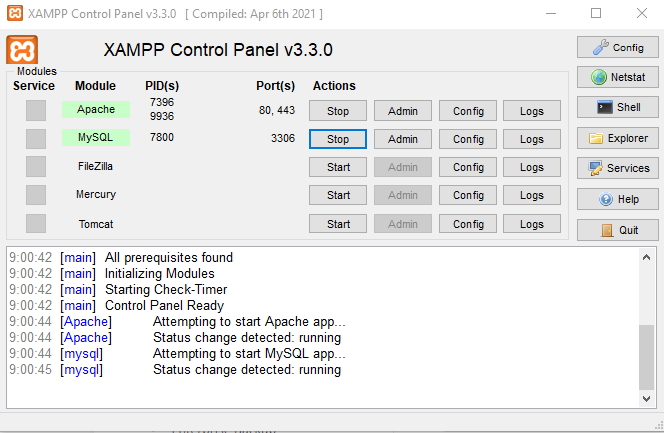 XAMPP Control Panel v3.3.0 [ Compiled: Apr 6th 2021 ]
XAMPP Control Panel v3.3.0
Config
Modules
Service Module PID(s) Port(s) Actions
Netstat
Apache 7396 9936 80, 443 Stop Admin Config Logs
Shell
MySQL 7800 3306 Stop Admin Config Logs
Explorer
FileZilla Start Admin Config Logs
Services
Mercury Start Admin Config Logs
Help
Tomcat Start Admin Config Logs
Quit
9:00:42 [main] All prerequisites found
9:00:42 [main] Initializing Modules
9:00:42 [main] Starting Check-Timer
9:00:42 [main] Control Panel Ready
9:00:44 [Apache] Attempting to start Apache app...
9:00:44 [Apache] Status change detected: running
9:00:44 [mysql] Attempting to start MySQL app...
9:00:45 [mysql] Status change detected: running